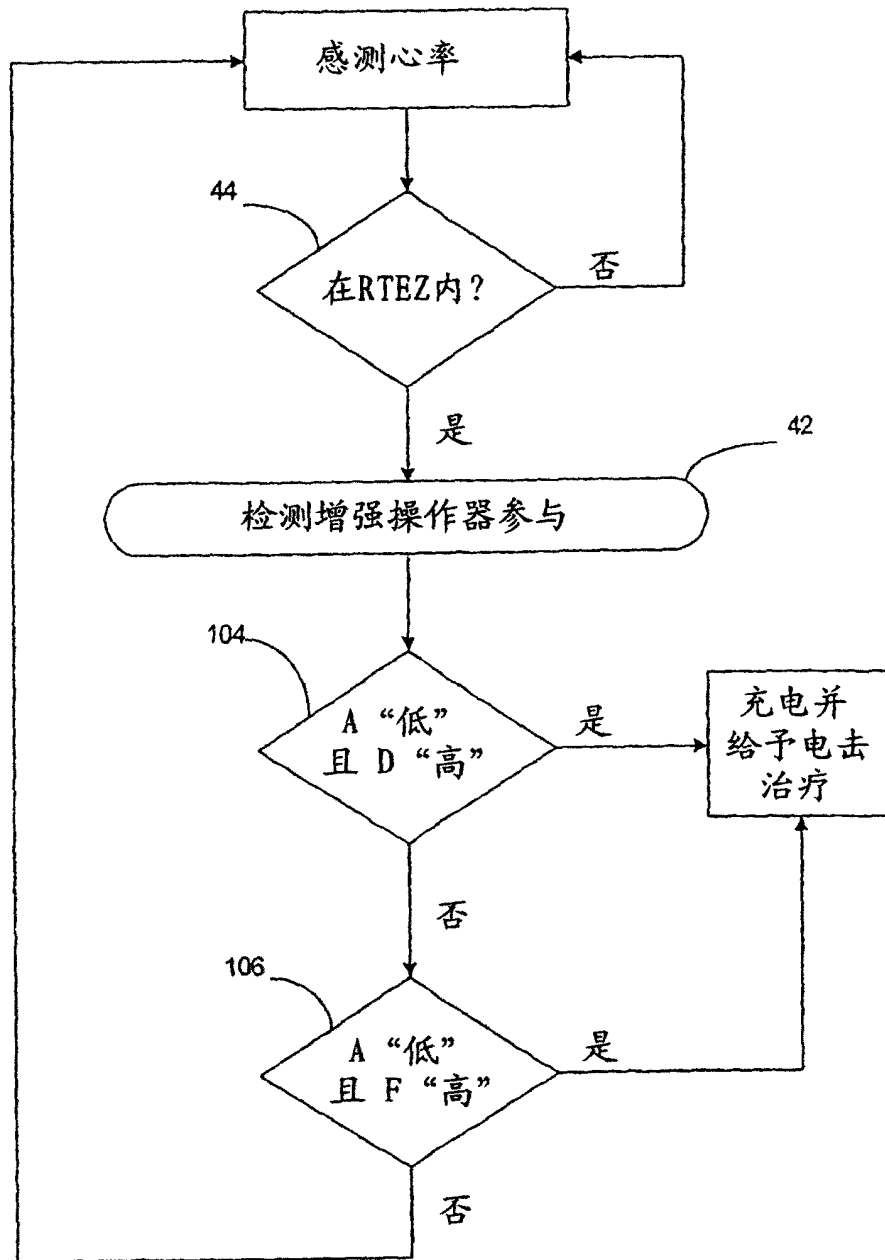 感测心率
44
在RTEZ内?
否
是
42
检测增强操作器参与
104
A “低”
且 D “高”
是
充电并
给予电击
治疗
否
106
A “低”
且 F “高”
是
否